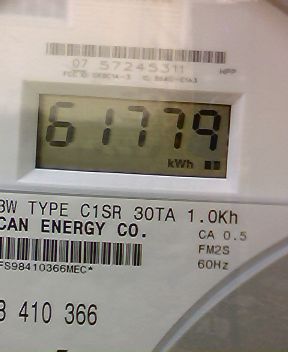 07 57245311
61779
kWh
3W TYPE C1SR 30TA 1.0Kh
CAN ENERGY CO.
CA 0.5
FM2S
60Hz
FS98410366MEC*
8 410 366